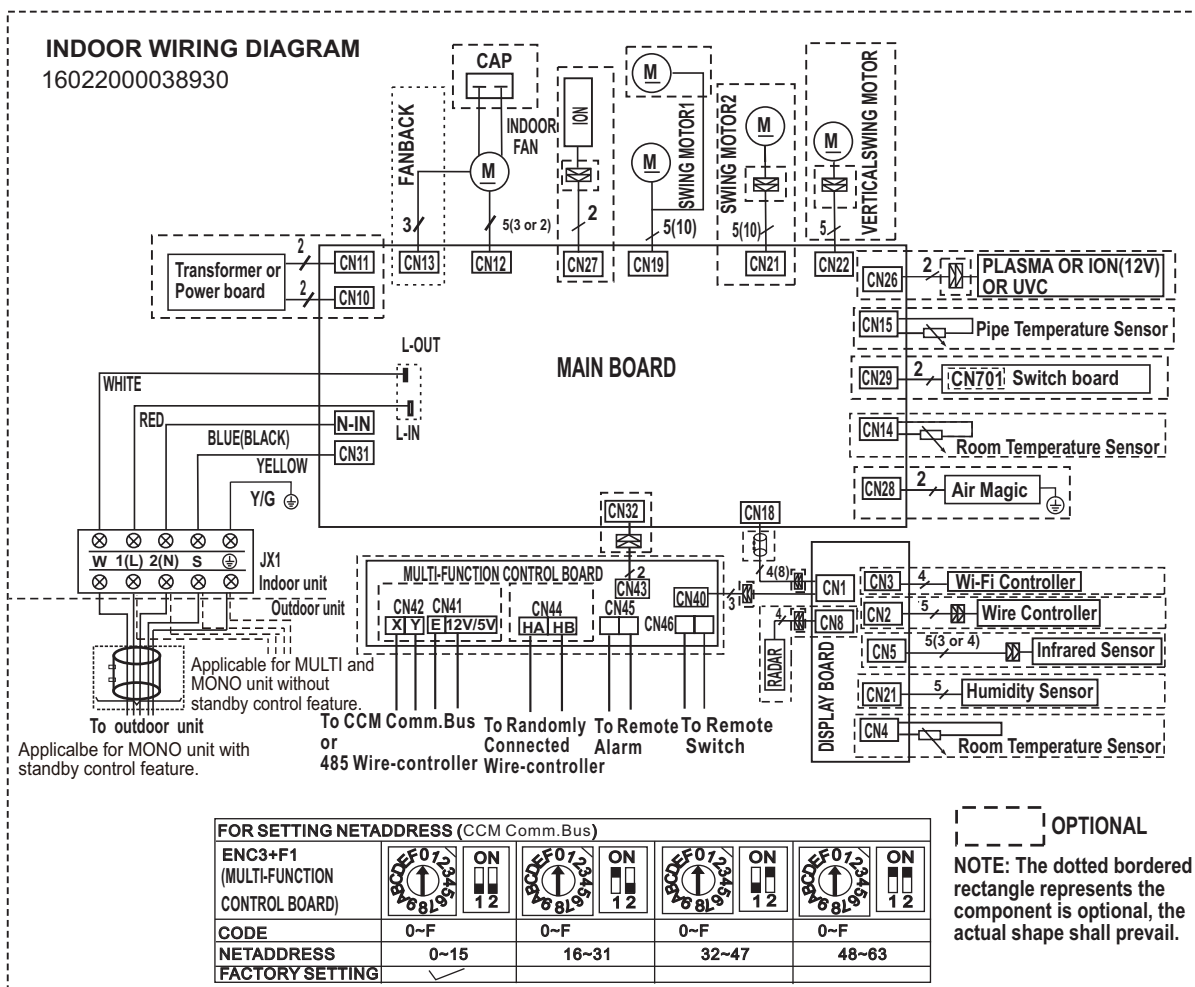 INDOOR WIRING DIAGRAM
16022000038930
CAP
INDOOR
FAN
FANBACK
M
ION
M
M
SWING MOTOR1
SWING MOTOR2
M
VERTICALSWING MOTOR
M
3
5(3 or 2)
2
5(10)
5(10)
5
Transformer or
Power board
2
2
CN11
CN10
CN13
CN12
CN27
CN19
CN21
CN22
CN26
2
PLASMA OR ION(12V)
OR UVC
CN15
Pipe Temperature Sensor
CN29
2
CN701
Switch board
CN14
Room Temperature Sensor
CN28
2
Air Magic
MAIN BOARD
L-OUT
L-IN
WHITE
RED
N-IN
BLUE(BLACK)
CN31
YELLOW
Y/G
W 1(L) 2(N) S
JX1
Indoor unit
Outdoor unit
Applicable for MULTI and
MONO unit without
standby control feature.
To outdoor unit
Applicalbe for MONO unit with
standby control feature.
CN32
CN18
2
CN43
4(8)
MULTI-FUNCTION CONTROL BOARD
CN42
X Y
CN41
E 12V/5V
CN44
HA HB
CN45
CN46
CN40
3
4
RADAR
CN1
CN8
DISPLAY BOARD
CN3
4
Wi-Fi Controller
CN2
5
Wire Controller
CN5
5(3 or 4)
Infrared Sensor
CN21
5
Humidity Sensor
CN4
Room Temperature Sensor
To CCM Comm.Bus
or
485 Wire-controller
To Randomly
Connected
Wire-controller
To Remote
Alarm
To Remote
Switch
FOR SETTING NETADDRESS (CCM Comm.Bus)
ENC3+F1
(MULTI-FUNCTION
CONTROL BOARD)
0123456789ABCDEF
ON
1 2
0123456789ABCDEF
ON
1 2
0123456789ABCDEF
ON
1 2
0123456789ABCDEF
ON
1 2
CODE 0~F 0~F 0~F 0~F
NETADDRESS 0~15 16~31 32~47 48~63
FACTORY SETTING
OPTIONAL
NOTE: The dotted bordered
rectangle represents the
component is optional, the
actual shape shall prevail.